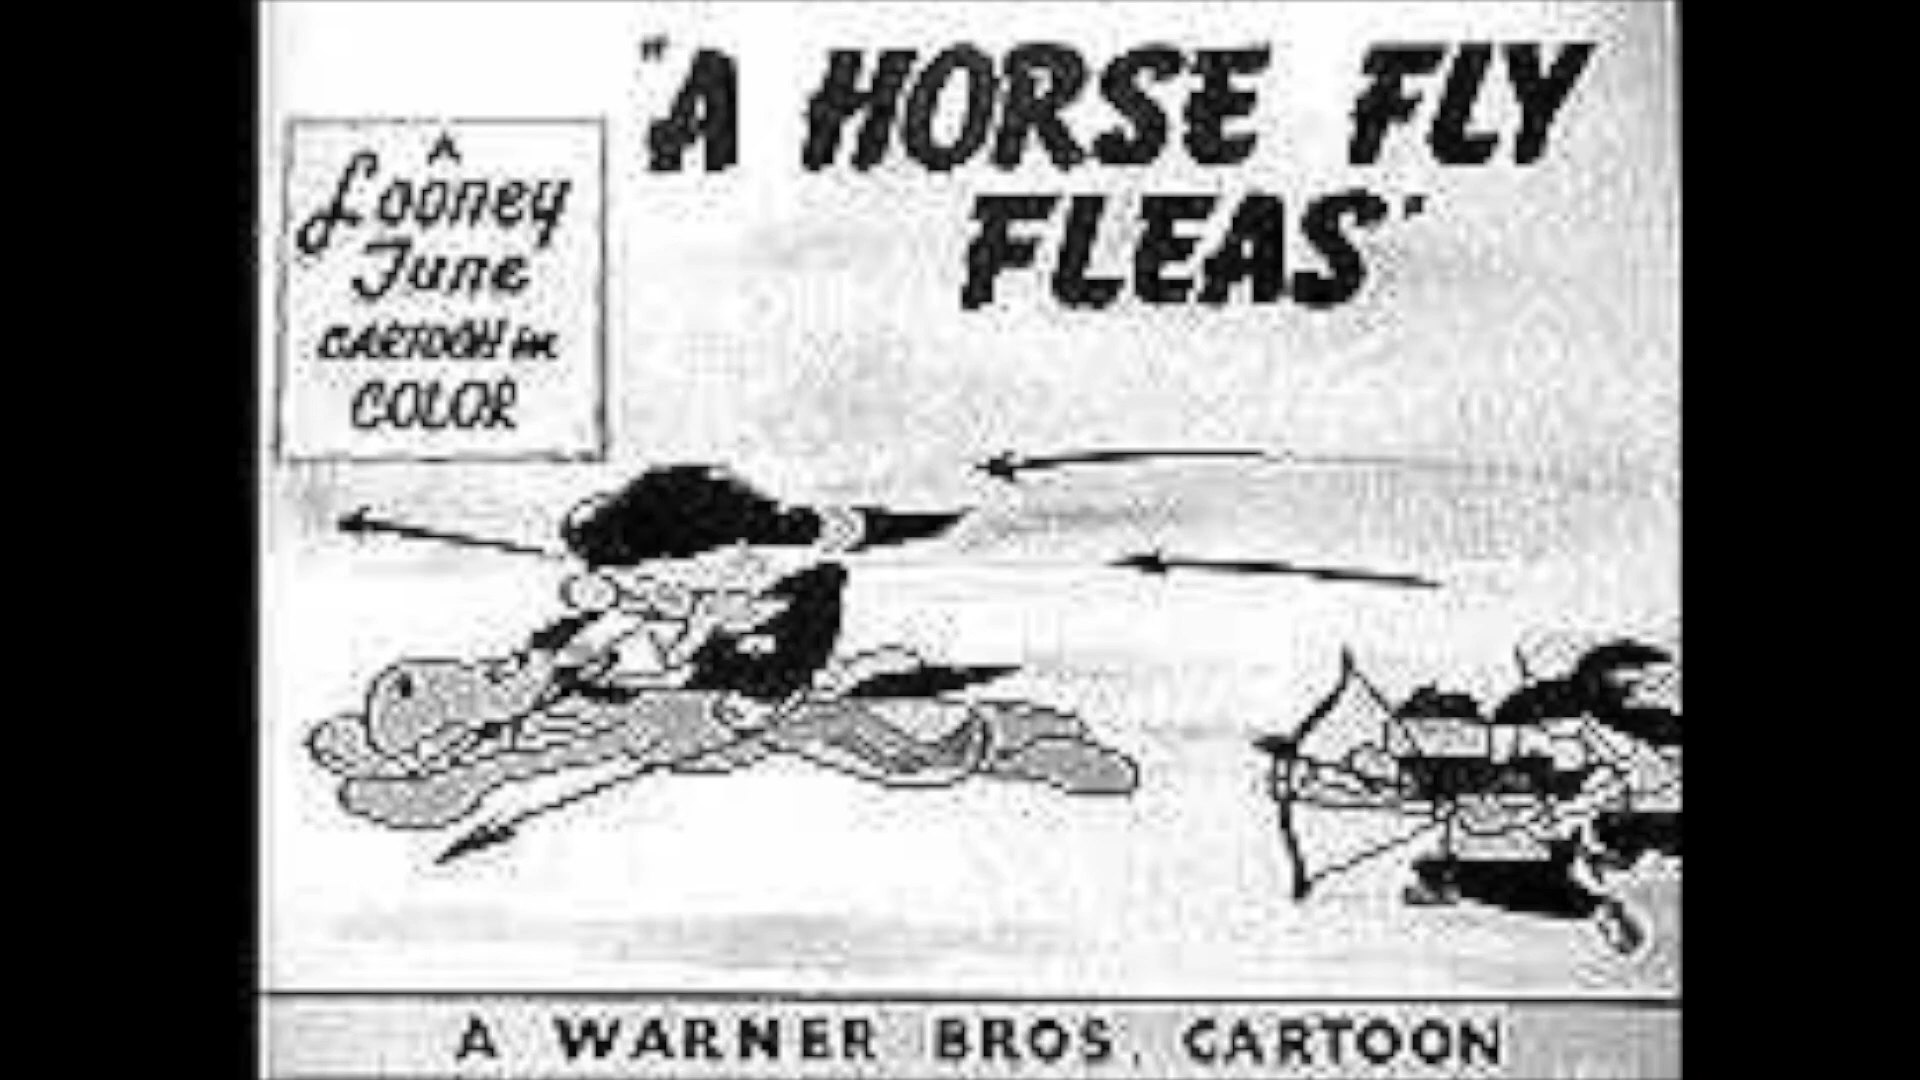 "A HORSE FLY
FLEAS"
A
Looney
Tune
CARTOON in
COLOR
A WARNER BROS. CARTOON